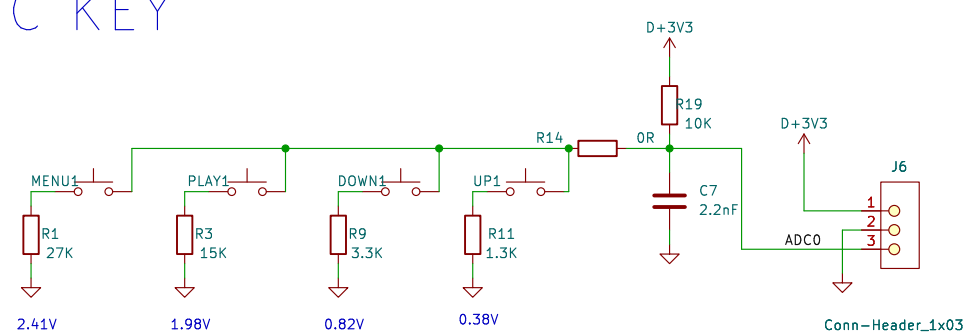 C KEY
D+3V3
R19
10K
D+3V3
R14
0R
J6
MENU1
PLAY1
DOWN1
UP1
C7
2.2nF
1
2
3
R1
27K
R3
15K
R9
3.3K
R11
1.3K
ADC0
2.41V
1.98V
0.82V
0.38V
Conn-Header_1x03